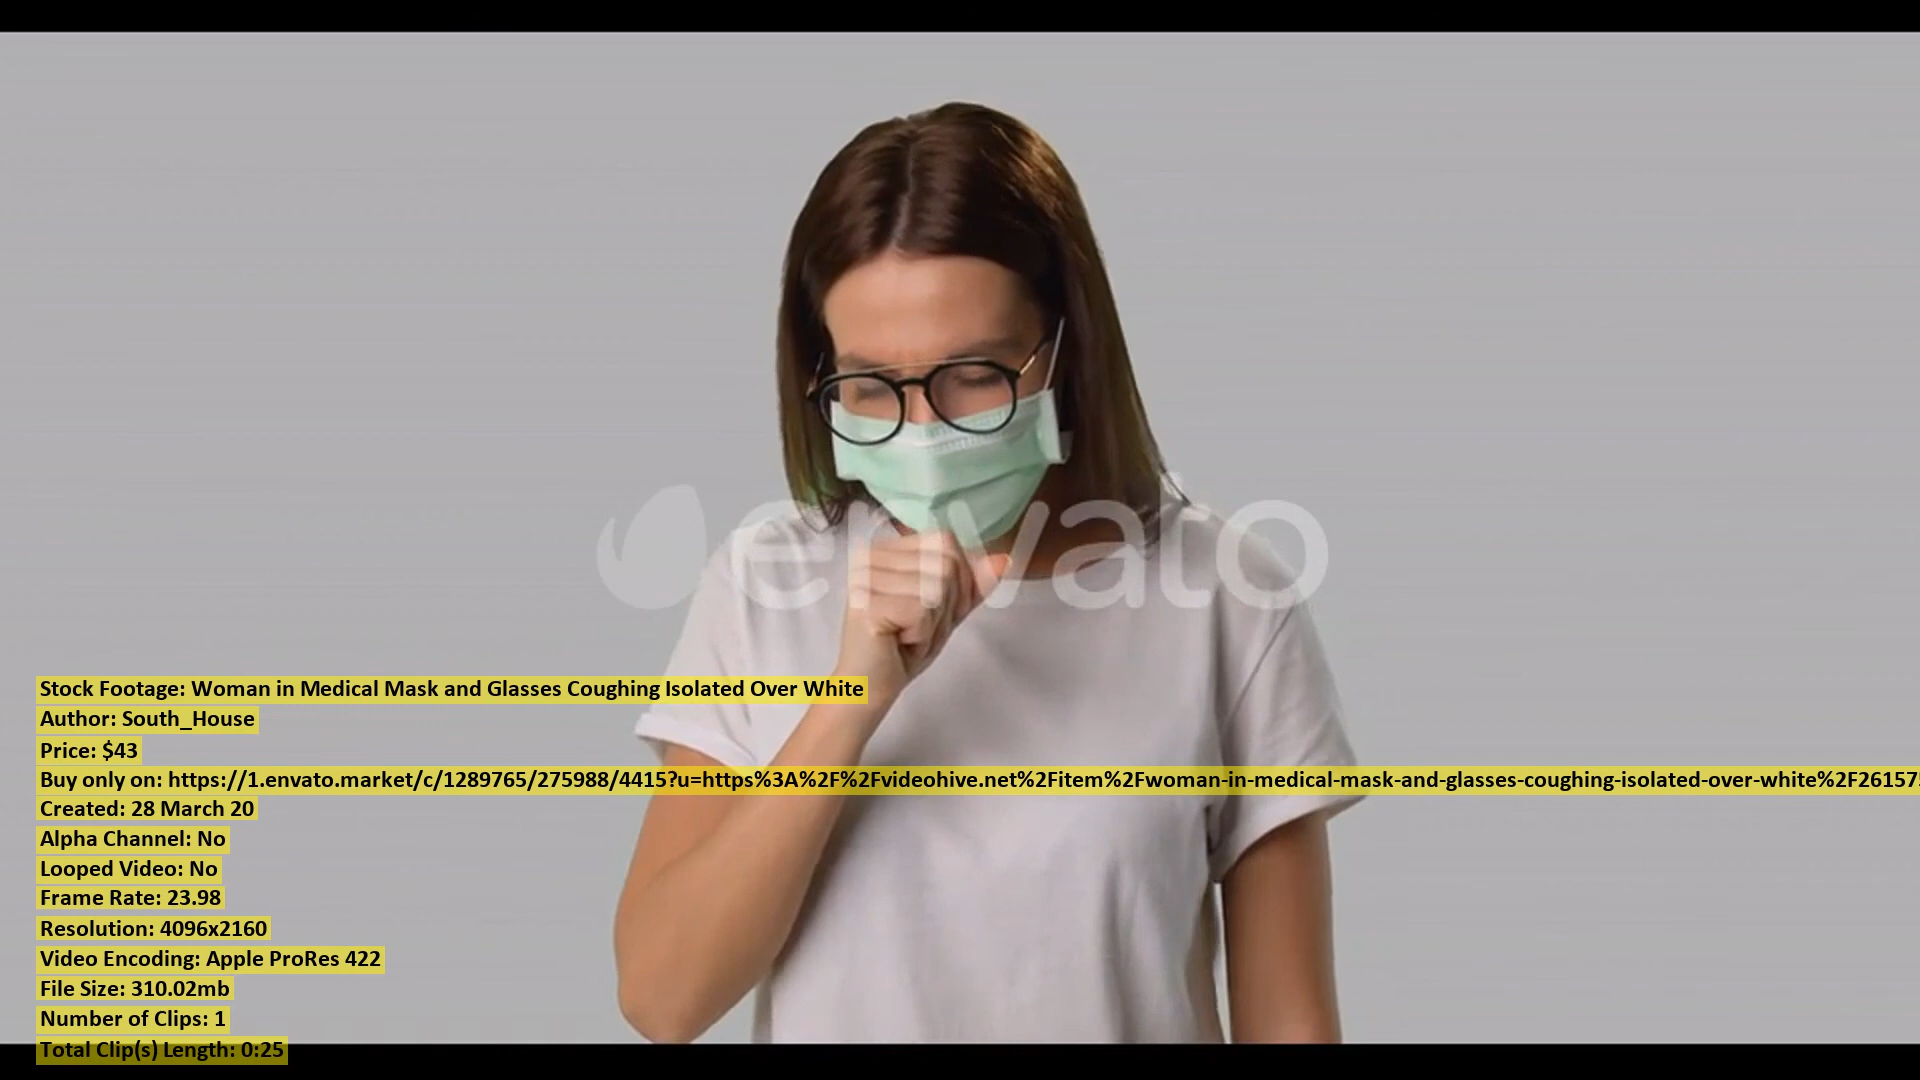 envato
Stock Footage: Woman in Medical Mask and Glasses Coughing Isolated Over White
Author: South_House
Price: $43
Buy only on: https://1.envato.market/c/1289765/275988/4415?u=https%3A%2F%2Fvideohive.net%2Fitem%2Fwoman-in-medical-mask-and-glasses-coughing-isolated-over-white%2F26157
Created: 28 March 20
Alpha Channel: No
Looped Video: No
Frame Rate: 23.98
Resolution: 4096x2160
Video Encoding: Apple ProRes 422
File Size: 310.02mb
Number of Clips: 1
Total Clip(s) Length: 0:25